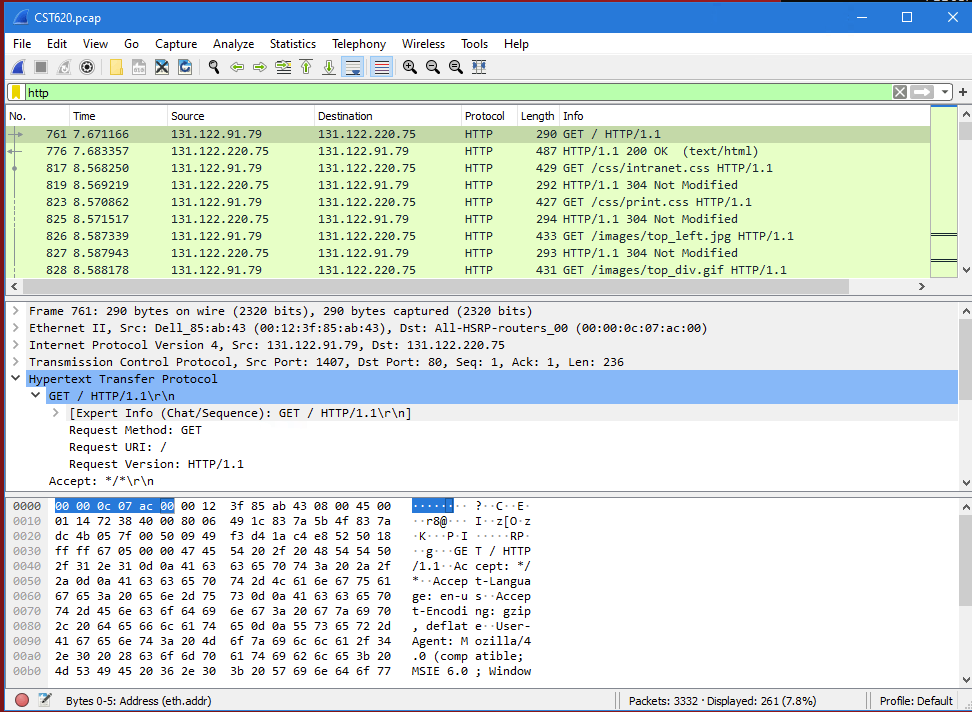 CST620.pcap
File Edit View Go Capture Analyze Statistics Telephony Wireless Tools Help
http
No. Time Source Destination Protocol Length Info
761 7.671166 131.122.91.79 131.122.220.75 HTTP 290 GET / HTTP/1.1
776 7.683357 131.122.220.75 131.122.91.79 HTTP 487 HTTP/1.1 200 OK (text/html)
817 8.568250 131.122.91.79 131.122.220.75 HTTP 429 GET /css/intranet.css HTTP/1.1
819 8.569219 131.122.220.75 131.122.91.79 HTTP 292 HTTP/1.1 304 Not Modified
823 8.570862 131.122.91.79 131.122.220.75 HTTP 427 GET /css/print.css HTTP/1.1
825 8.571517 131.122.220.75 131.122.91.79 HTTP 294 HTTP/1.1 304 Not Modified
826 8.587339 131.122.91.79 131.122.220.75 HTTP 433 GET /images/top_left.jpg HTTP/1.1
827 8.587943 131.122.220.75 131.122.91.79 HTTP 293 HTTP/1.1 304 Not Modified
828 8.588178 131.122.91.79 131.122.220.75 HTTP 431 GET /images/top_div.gif HTTP/1.1
Frame 761: 290 bytes on wire (2320 bits), 290 bytes captured (2320 bits)
Ethernet II, Src: Dell_85:ab:43 (00:12:3f:85:ab:43), Dst: All-HSRP-routers_00 (00:00:0c:07:ac:00)
Internet Protocol Version 4, Src: 131.122.91.79, Dst: 131.122.220.75
Transmission Control Protocol, Src Port: 1407, Dst Port: 80, Seq: 1, Ack: 1, Len: 236
Hypertext Transfer Protocol
GET / HTTP/1.1\r\n
[Expert Info (Chat/Sequence): GET / HTTP/1.1\r\n]
Request Method: GET
Request URI: /
Request Version: HTTP/1.1
Accept: */*\r\n
0000 00 00 0c 07 ac 00 00 12 3f 85 ab 43 08 00 45 00 ········ ?··C··E·
0010 01 14 72 38 40 00 80 06 49 1c 83 7a 5b 4f 83 7a ··r8@··· I··z[O·z
0020 dc 4b 05 7f 00 50 09 49 f3 d4 1a c4 e8 52 50 18 ·K···P·I ·····RP·
0030 ff ff 67 05 00 00 47 45 54 20 2f 20 48 54 54 50 ··g···GE T / HTTP
0040 2f 31 2e 31 0d 0a 41 63 63 65 70 74 3a 20 2a 2f /1.1··Ac cept: */
0050 2a 0d 0a 41 63 63 65 70 74 2d 4c 61 6e 67 75 61 *··Accep t-Langua
0060 67 65 3a 20 65 6e 2d 75 73 0d 0a 41 63 63 65 70 ge: en-u s··Accep
0070 74 2d 45 6e 63 6f 64 69 6e 67 3a 20 67 7a 69 70 t-Encodi ng: gzip
0080 2c 20 64 65 66 6c 61 74 65 0d 0a 55 73 65 72 2d , deflat e··User-
0090 41 67 65 6e 74 3a 20 4d 6f 7a 69 6c 6c 61 2f 34 Agent: M ozilla/4
00a0 2e 30 20 28 63 6f 6d 70 61 74 69 62 6c 65 3b 20 .0 (comp atible;
00b0 4d 53 49 45 20 36 2e 30 3b 20 57 69 6e 64 6f 77 MSIE 6.0 ; Window
Bytes 0-5: Address (eth.addr) Packets: 3332 · Displayed: 261 (7.8%) Profile: Default